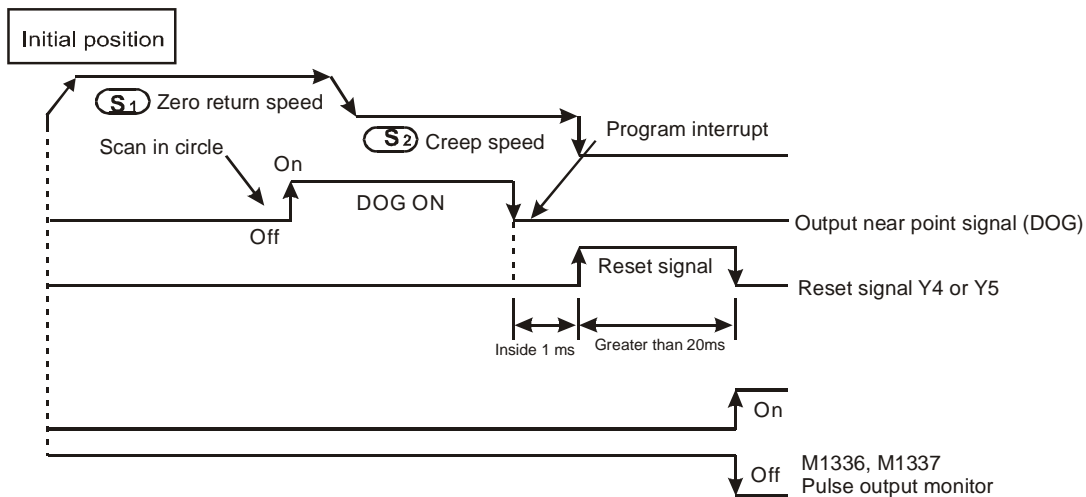 Initial position
S1 Zero return speed
S2 Creep speed
Program interrupt
Scan in circle
On
DOG ON
Off
Output near point signal (DOG)
Reset signal
Reset signal Y4 or Y5
Inside 1 ms
Greater than 20ms
On
Off
M1336, M1337
Pulse output monitor